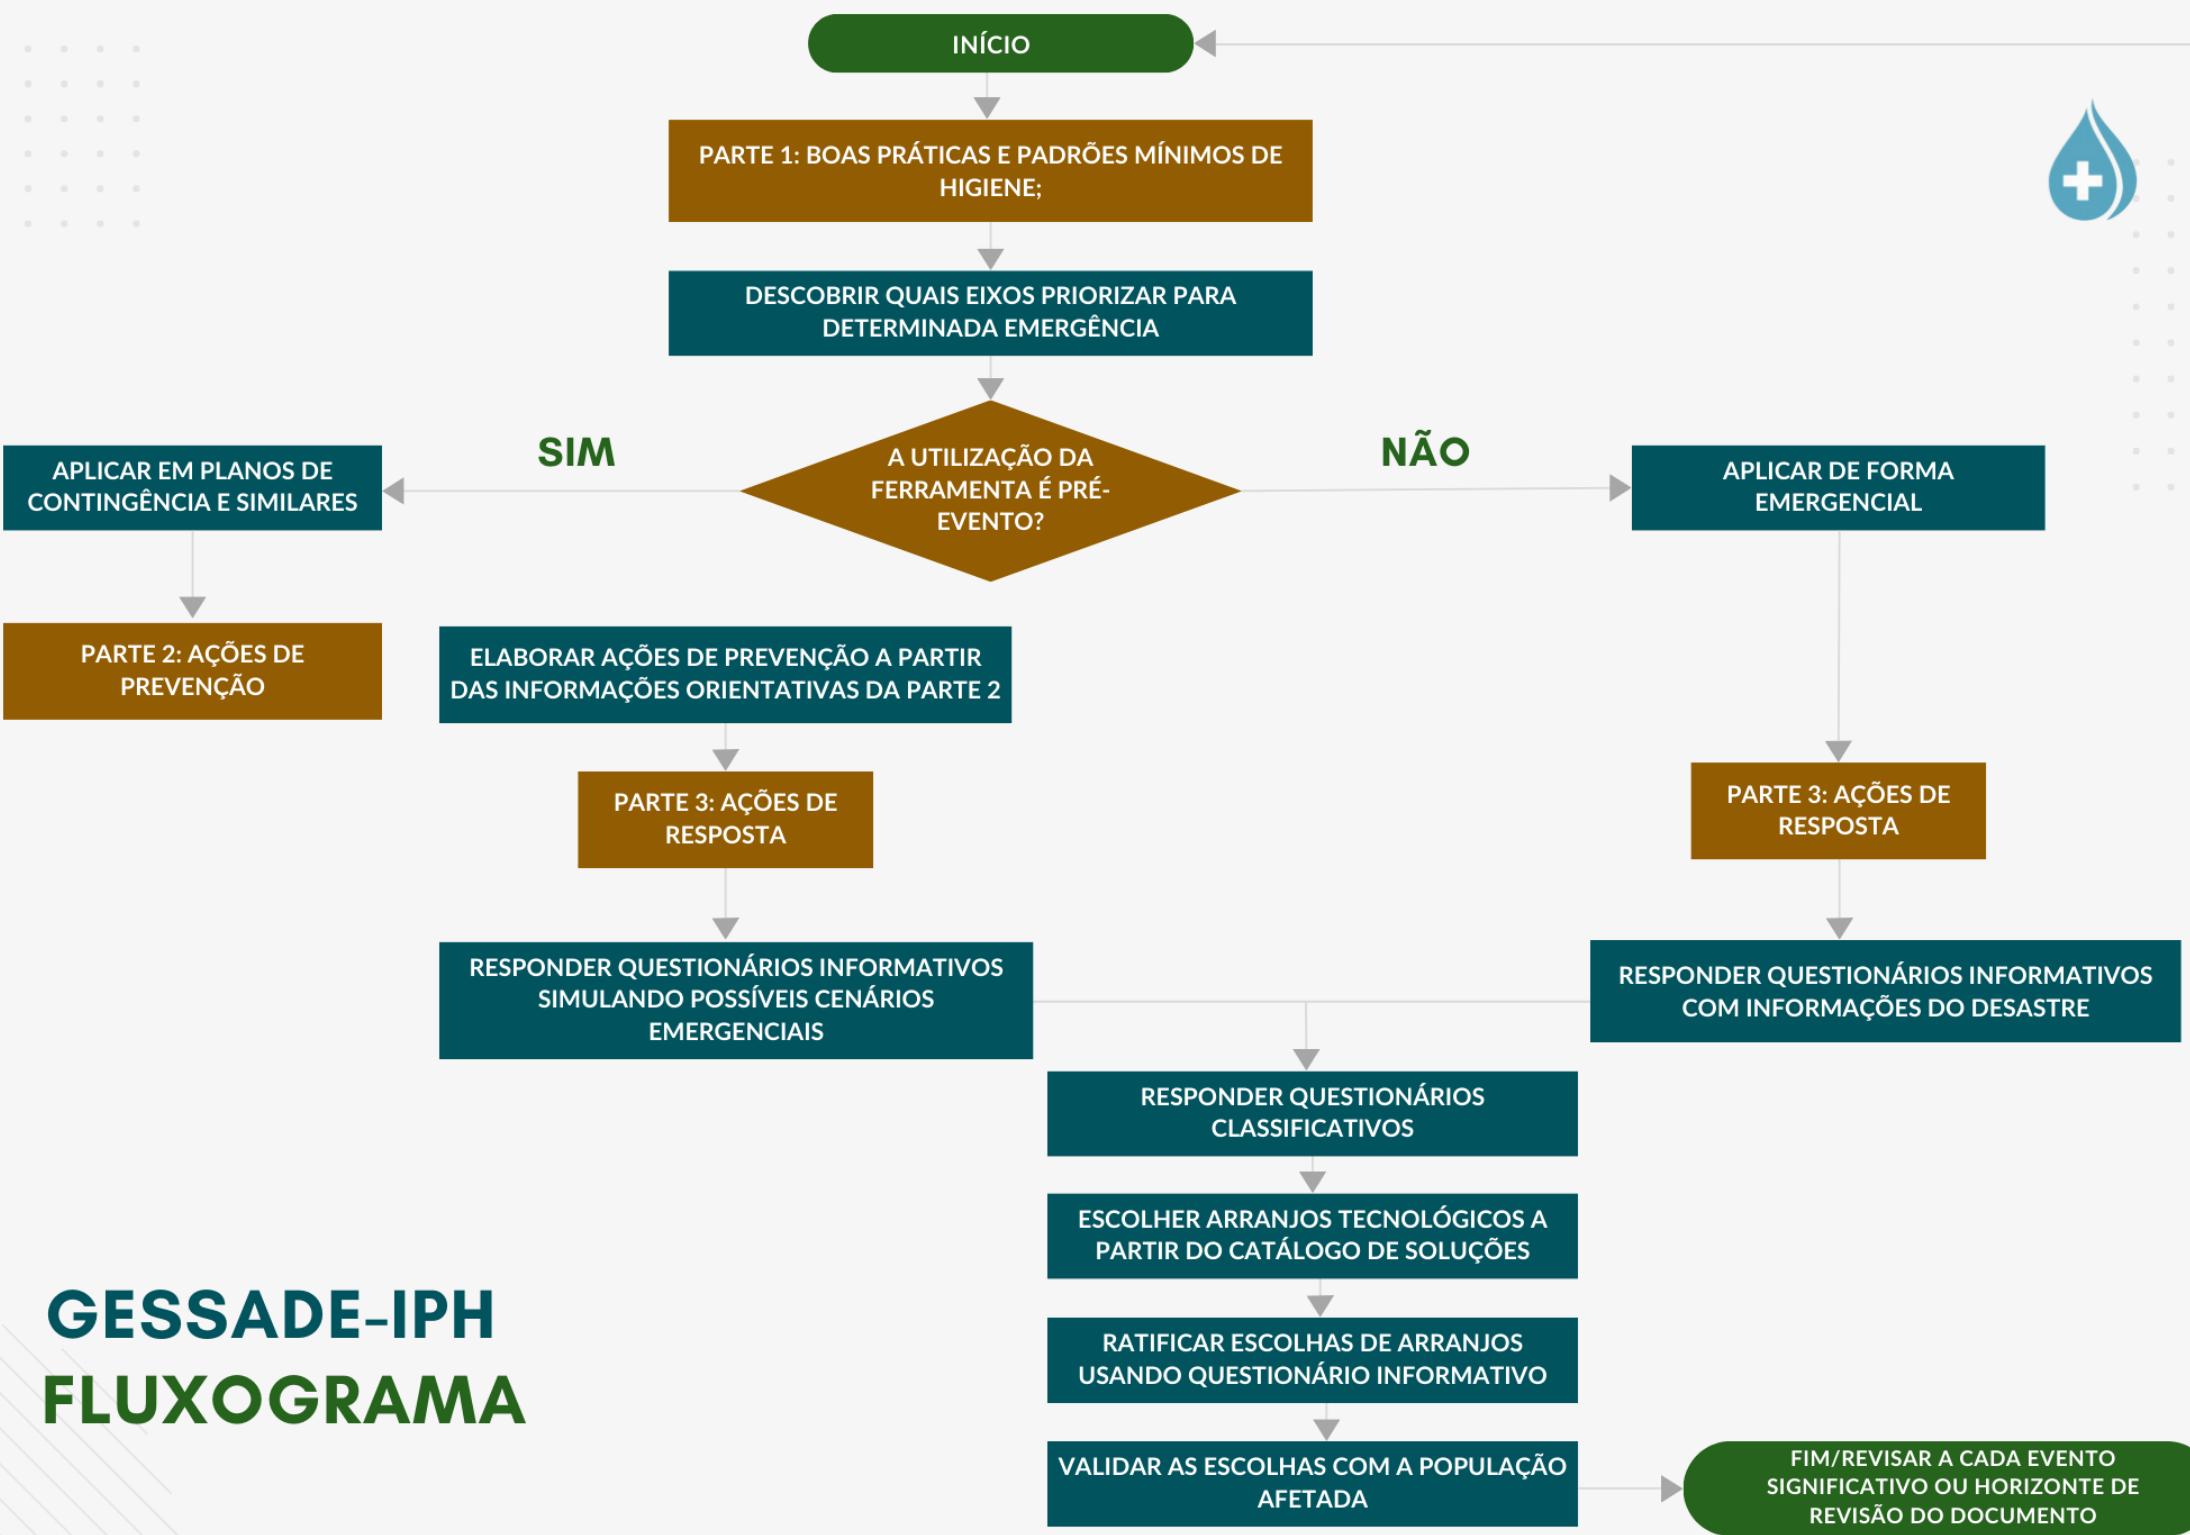 INÍCIO
PARTE 1: BOAS PRÁTICAS E PADRÕES MÍNIMOS DE
HIGIENE;
DESCOBRIR QUAIS EIXOS PRIORIZAR PARA
DETERMINADA EMERGÊNCIA
A UTILIZAÇÃO DA
FERRAMENTA É PRÉ-
EVENTO?
SIM
NÃO
APLICAR EM PLANOS DE
CONTINGÊNCIA E SIMILARES
APLICAR DE FORMA
EMERGENCIAL
PARTE 2: AÇÕES DE
PREVENÇÃO
ELABORAR AÇÕES DE PREVENÇÃO A PARTIR
DAS INFORMAÇÕES ORIENTATIVAS DA PARTE 2
PARTE 3: AÇÕES DE
RESPOSTA
PARTE 3: AÇÕES DE
RESPOSTA
RESPONDER QUESTIONÁRIOS INFORMATIVOS
SIMULANDO POSSÍVEIS CENÁRIOS
EMERGENCIAIS
RESPONDER QUESTIONÁRIOS INFORMATIVOS
COM INFORMAÇÕES DO DESASTRE
RESPONDER QUESTIONÁRIOS
CLASSIFICATIVOS
ESCOLHER ARRANJOS TECNOLÓGICOS A
PARTIR DO CATÁLOGO DE SOLUÇÕES
RATIFICAR ESCOLHAS DE ARRANJOS
USANDO QUESTIONÁRIO INFORMATIVO
VALIDAR AS ESCOLHAS COM A POPULAÇÃO
AFETADA
FIM/REVISAR A CADA EVENTO
SIGNIFICATIVO OU HORIZONTE DE
REVISÃO DO DOCUMENTO
GESSADE-IPH
FLUXOGRAMA